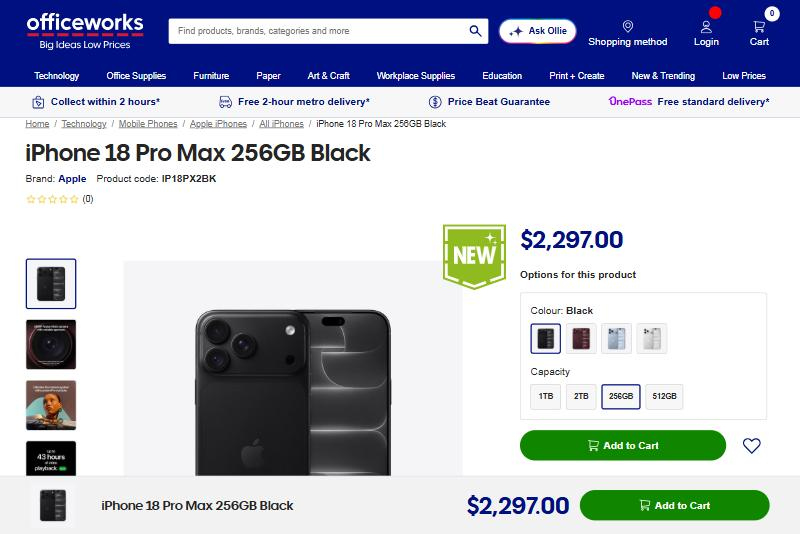 officeworks
Big Ideas Low Prices
Find products, brands, categories and more
Ask Ollie
Shopping method
Login
0
Cart
Technology Office Supplies Furniture Paper Art & Craft Workplace Supplies Education Print + Create New & Trending Low Prices
Collect within 2 hours* Free 2-hour metro delivery* Price Beat Guarantee OnePass Free standard delivery*
Home / Technology / Mobile Phones / Apple iPhones / All iPhones / iPhone 18 Pro Max 256GB Black
iPhone 18 Pro Max 256GB Black
Brand: Apple Product code: IP18PX2BK
(0)
NEW
$2,297.00
Options for this product
Colour: Black
Capacity
1TB 2TB 256GB 512GB
Add to Cart
43 hours
of video
playback.
iPhone 18 Pro Max 256GB Black
$2,297.00
Add to Cart